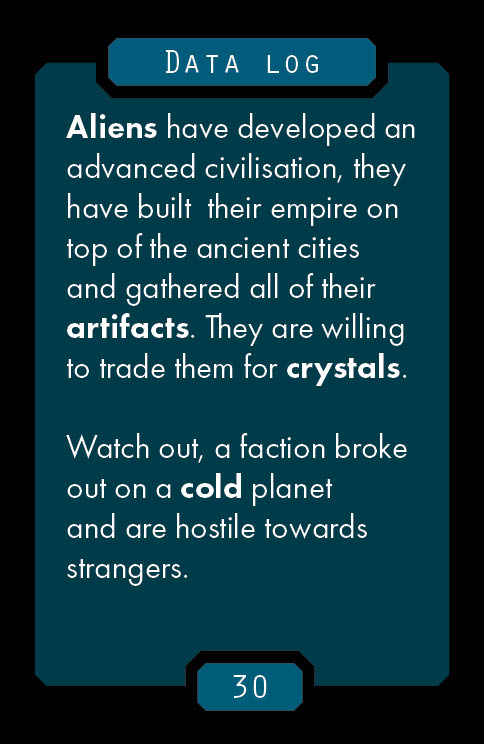 DATA LOG
Aliens have developed an
advanced civilisation, they
have built  their empire on
top of the ancient cities
and gathered all of their
artifacts. They are willing
to trade them for crystals.
Watch out, a faction broke
out on a cold planet
and are hostile towards
strangers.
30